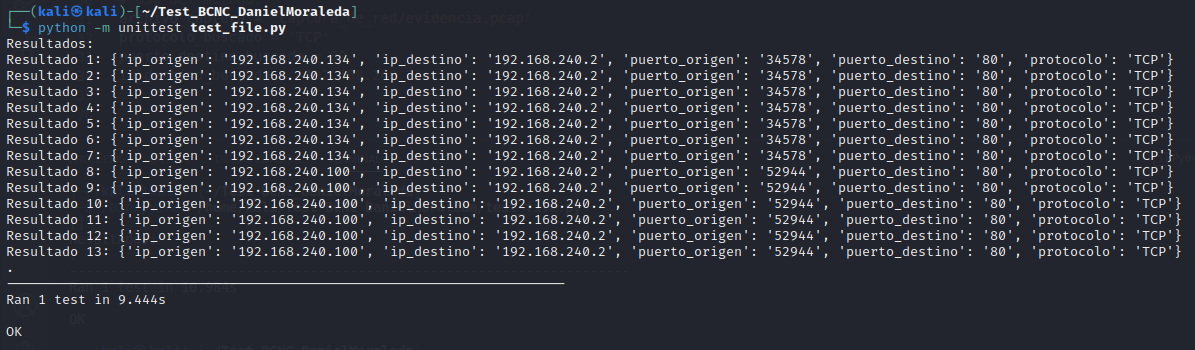 ┌──(kali㉿kali)-[~/Test_BCNC_DanielMoraleda]
└─$ python -m unittest test_file.py
Resultados:
Resultado 1: {'ip_origen': '192.168.240.134', 'ip_destino': '192.168.240.2', 'puerto_origen': '34578', 'puerto_destino': '80', 'protocolo': 'TCP'}
Resultado 2: {'ip_origen': '192.168.240.134', 'ip_destino': '192.168.240.2', 'puerto_origen': '34578', 'puerto_destino': '80', 'protocolo': 'TCP'}
Resultado 3: {'ip_origen': '192.168.240.134', 'ip_destino': '192.168.240.2', 'puerto_origen': '34578', 'puerto_destino': '80', 'protocolo': 'TCP'}
Resultado 4: {'ip_origen': '192.168.240.134', 'ip_destino': '192.168.240.2', 'puerto_origen': '34578', 'puerto_destino': '80', 'protocolo': 'TCP'}
Resultado 5: {'ip_origen': '192.168.240.134', 'ip_destino': '192.168.240.2', 'puerto_origen': '34578', 'puerto_destino': '80', 'protocolo': 'TCP'}
Resultado 6: {'ip_origen': '192.168.240.134', 'ip_destino': '192.168.240.2', 'puerto_origen': '34578', 'puerto_destino': '80', 'protocolo': 'TCP'}
Resultado 7: {'ip_origen': '192.168.240.134', 'ip_destino': '192.168.240.2', 'puerto_origen': '34578', 'puerto_destino': '80', 'protocolo': 'TCP'}
Resultado 8: {'ip_origen': '192.168.240.100', 'ip_destino': '192.168.240.2', 'puerto_origen': '52944', 'puerto_destino': '80', 'protocolo': 'TCP'}
Resultado 9: {'ip_origen': '192.168.240.100', 'ip_destino': '192.168.240.2', 'puerto_origen': '52944', 'puerto_destino': '80', 'protocolo': 'TCP'}
Resultado 10: {'ip_origen': '192.168.240.100', 'ip_destino': '192.168.240.2', 'puerto_origen': '52944', 'puerto_destino': '80', 'protocolo': 'TCP'}
Resultado 11: {'ip_origen': '192.168.240.100', 'ip_destino': '192.168.240.2', 'puerto_origen': '52944', 'puerto_destino': '80', 'protocolo': 'TCP'}
Resultado 12: {'ip_origen': '192.168.240.100', 'ip_destino': '192.168.240.2', 'puerto_origen': '52944', 'puerto_destino': '80', 'protocolo': 'TCP'}
Resultado 13: {'ip_origen': '192.168.240.100', 'ip_destino': '192.168.240.2', 'puerto_origen': '52944', 'puerto_destino': '80', 'protocolo': 'TCP'}
.
----------------------------------------------------------------------
Ran 1 test in 9.444s
OK